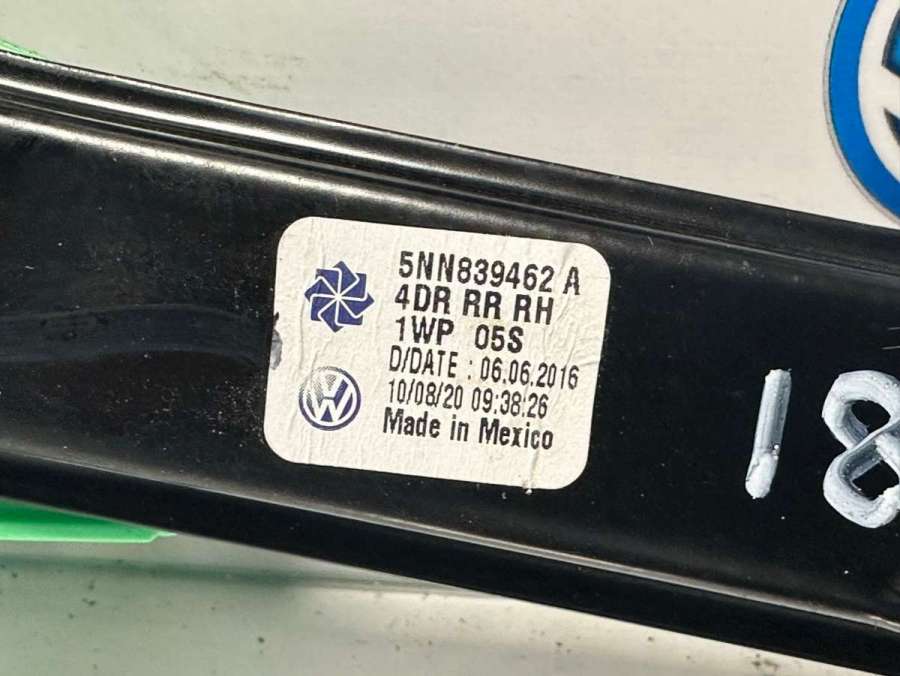 5NN839462 A
4DR RR RH
1WP 05S
D/DATE : 06.06.2016
10/08/20 09:38:26
Made in Mexico
18